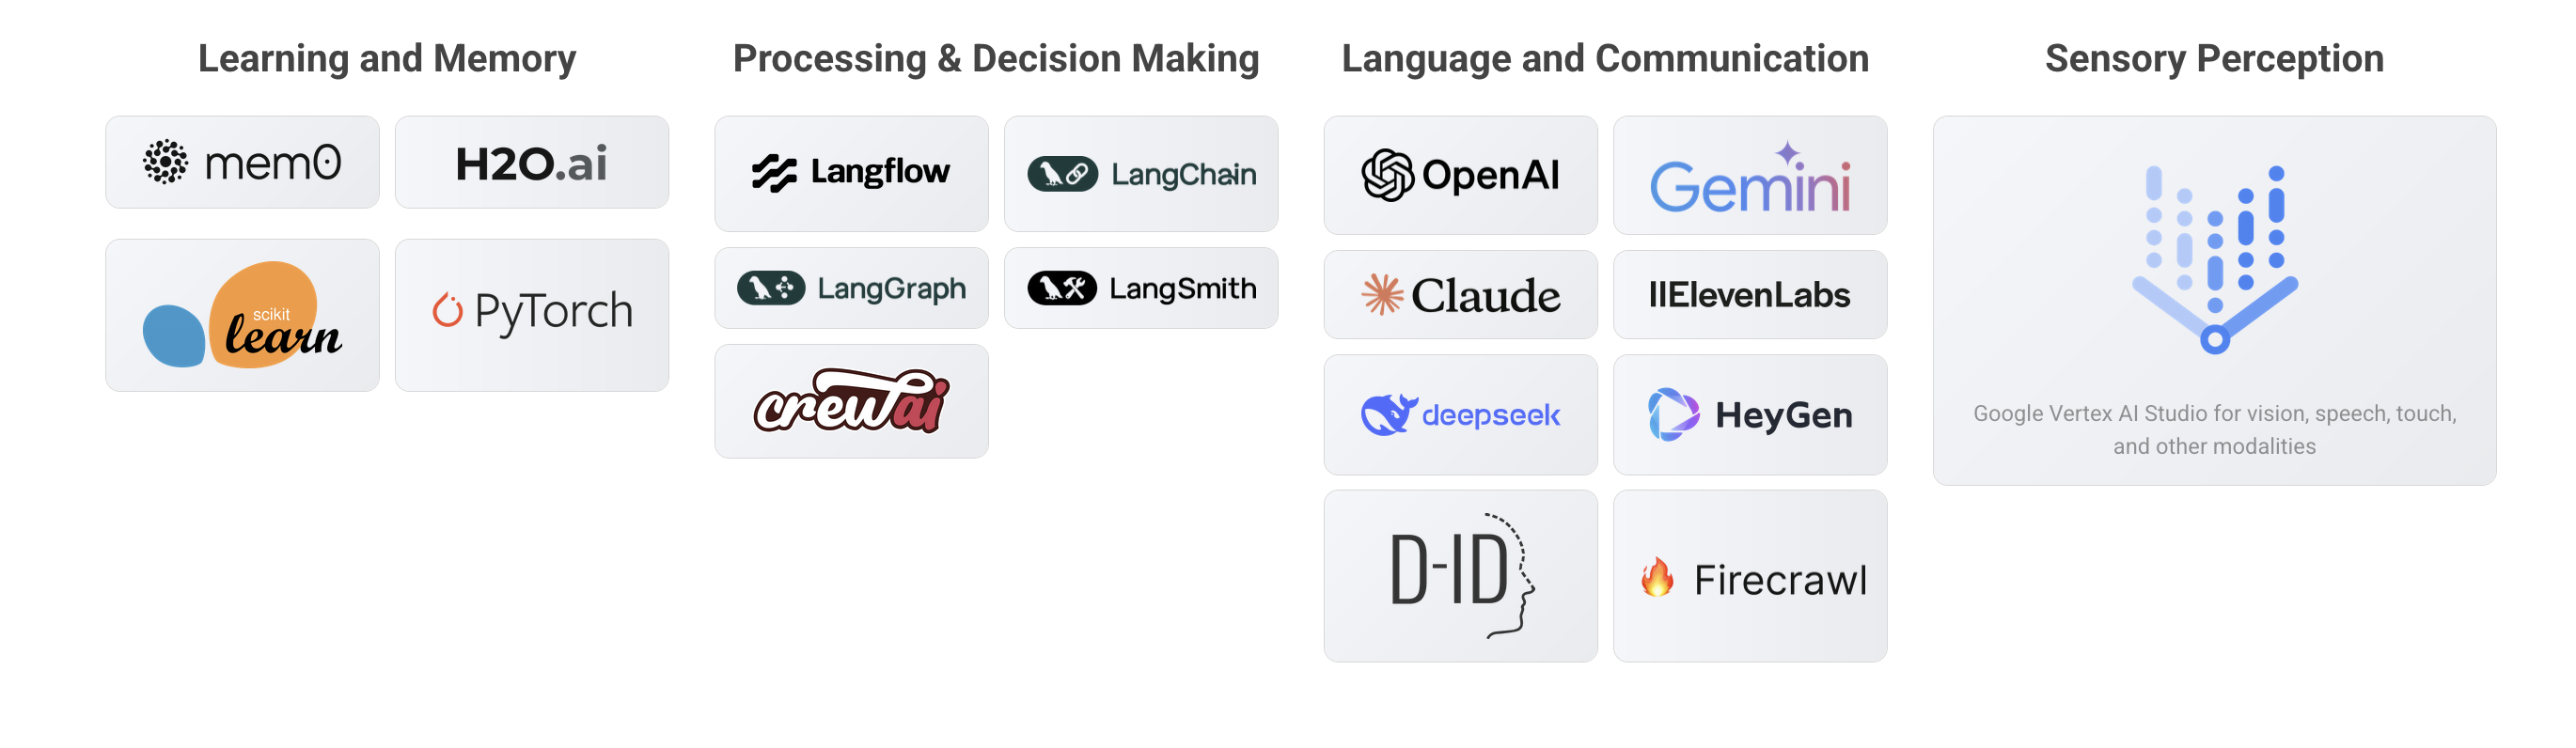 Learning and Memory
mem0
H2O.ai
scikit
learn
PyTorch
Processing & Decision Making
Langflow
LangChain
LangGraph
LangSmith
crewai
Language and Communication
OpenAI
Gemini
Claude
IIElevenLabs
deepseek
HeyGen
D-ID
Firecrawl
Sensory Perception
Google Vertex AI Studio for vision, speech, touch,
and other modalities